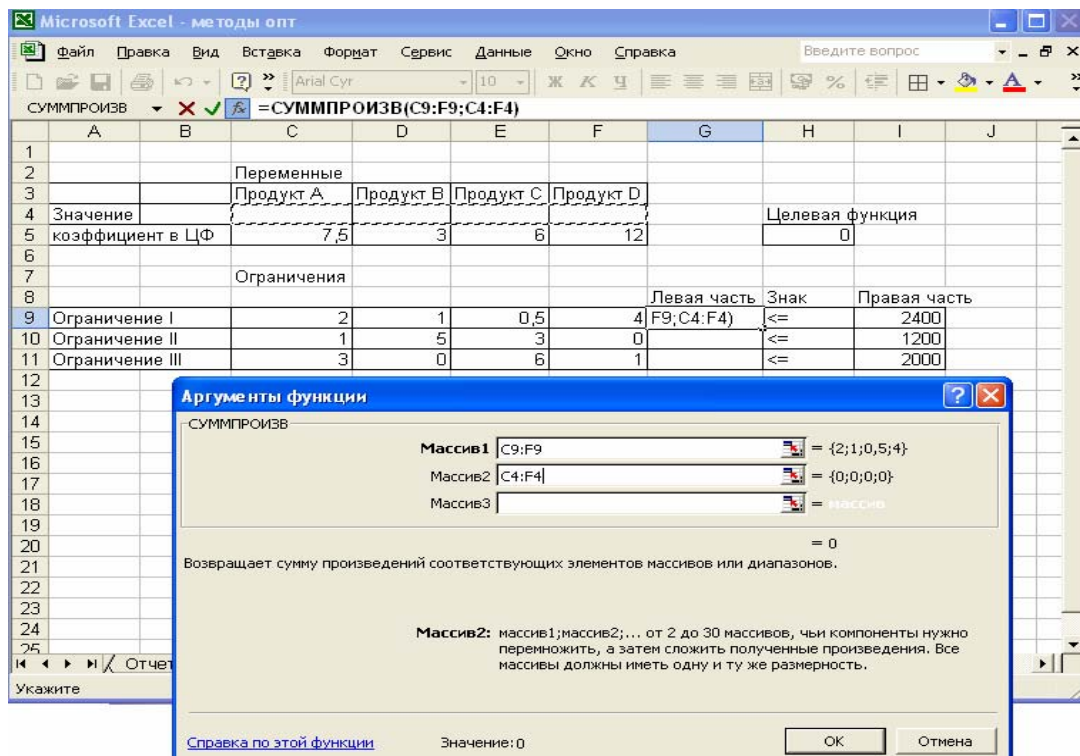 Microsoft Excel - методы опт
Файл Правка Вид Вставка Формат Сервис Данные Окно Справка Введите вопрос
Arial Cyr 10 Ж К Ч
СУММПРОИЗВ =СУММПРОИЗВ(C9:F9;C4:F4)
A B C D E F G H I J
1
2 Переменные
3 Продукт A Продукт B Продукт C Продукт D
4 Значение Целевая функция
5 коэффициент в ЦФ 7,5 3 6 12 0
6
7 Ограничения
8 Левая часть Знак Правая часть
9 Ограничение I 2 1 0,5 4 F9;C4:F4) <= 2400
10 Ограничение II 1 5 3 0 <= 1200
11 Ограничение III 3 0 6 1 <= 2000
12
13 Аргументы функции
14 СУММПРОИЗВ
15 Массив1 C9:F9 = {2;1;0,5;4}
16 Массив2 C4:F4 = {0;0;0;0}
17
18 Массив3 = массив
19
20 = 0
21 Возвращает сумму произведений соответствующих элементов массивов или диапазонов.
22
23
24 Массив2: массив1;массив2;... от 2 до 30 массивов, чьи компоненты нужно
25 перемножить, а затем сложить полученные произведения. Все
Отчет массивы должны иметь одну и ту же размерность.
Укажите
Справка по этой функции Значение:0 OK Отмена